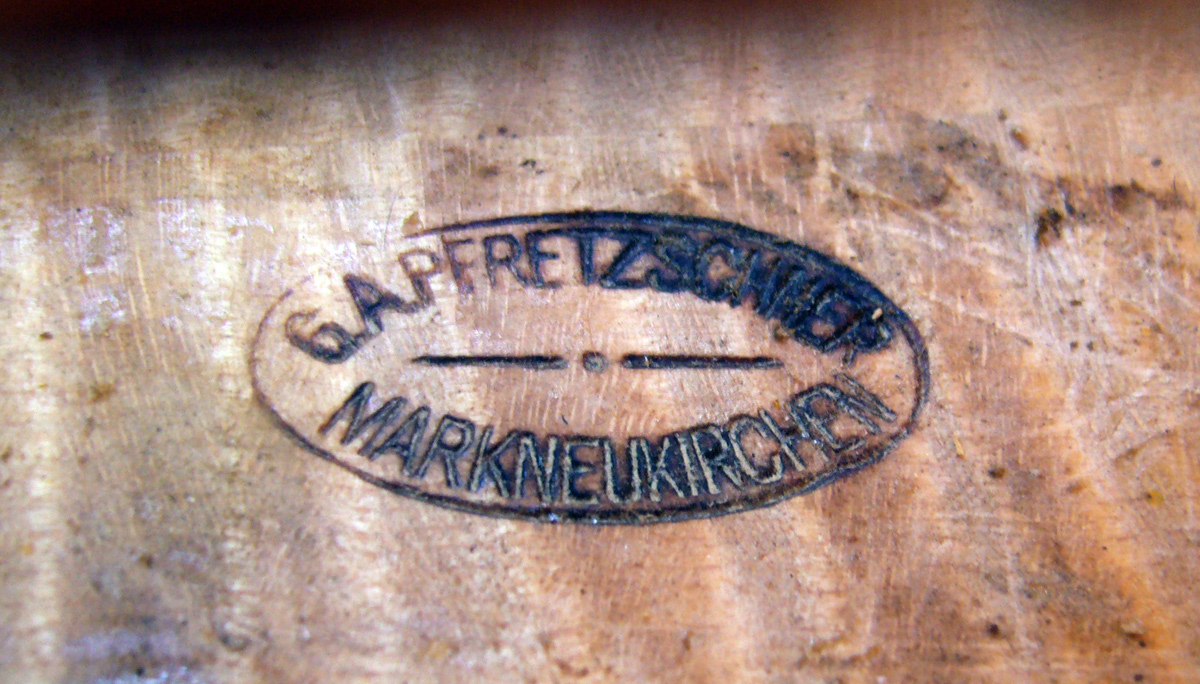 G.A. PFRETZSCHNER
MARKNEUKIRCHEN